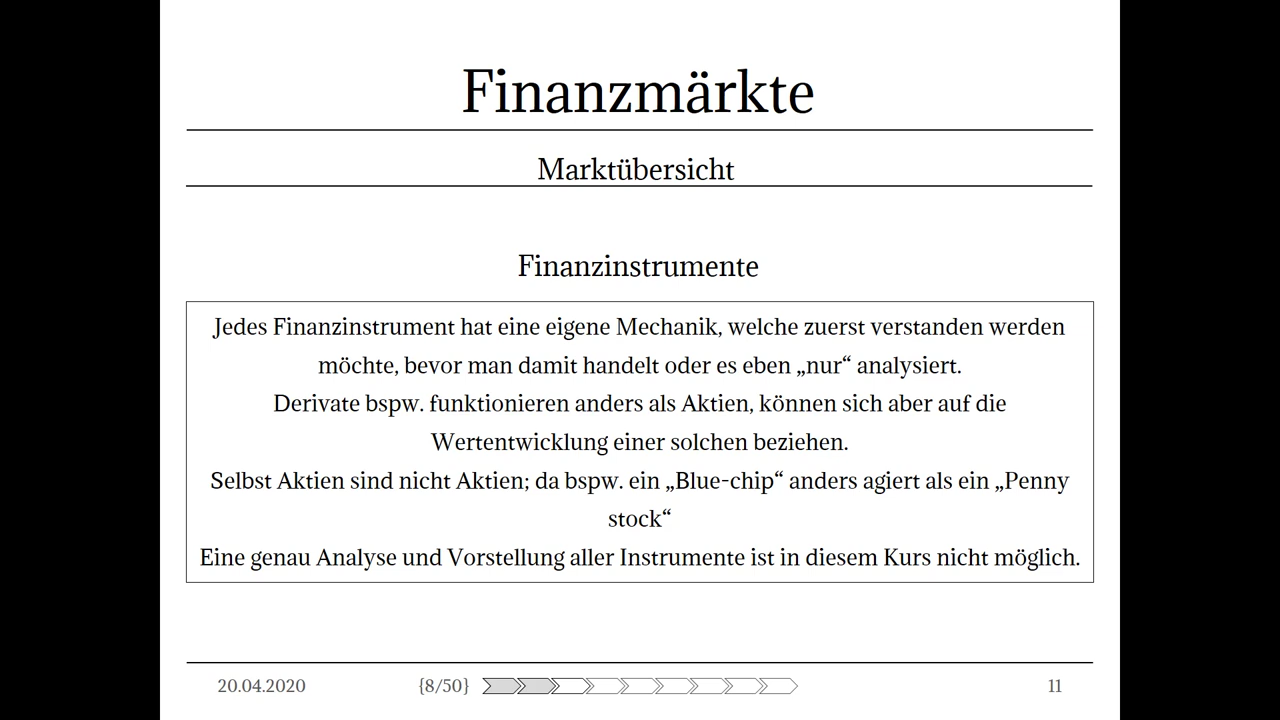 Finanzmärkte
Marktübersicht
Finanzinstrumente
Jedes Finanzinstrument hat eine eigene Mechanik, welche zuerst verstanden werden
möchte, bevor man damit handelt oder es eben „nur“ analysiert.
Derivate bspw. funktionieren anders als Aktien, können sich aber auf die
Wertentwicklung einer solchen beziehen.
Selbst Aktien sind nicht Aktien; da bspw. ein „Blue-chip“ anders agiert als ein „Penny
stock“
Eine genau Analyse und Vorstellung aller Instrumente ist in diesem Kurs nicht möglich.
20.04.2020 {8/50} 11